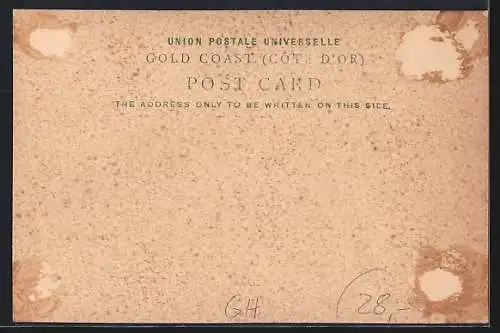 UNION POSTALE UNIVERSELLE
GOLD COAST (CÔTE D'OR)
POST CARD
THE ADDRESS ONLY TO BE WRITTEN ON THIS SIDE.
GH
28,-